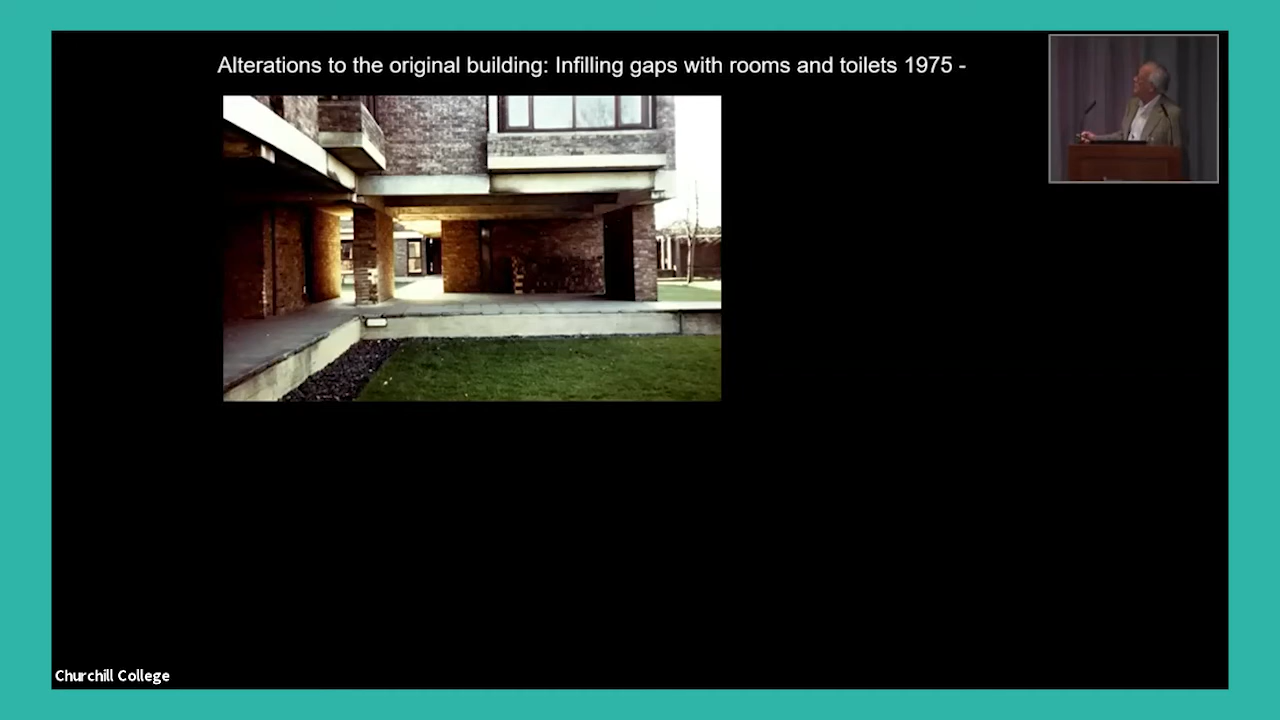 Alterations to the original building: Infilling gaps with rooms and toilets 1975 -
Churchill College